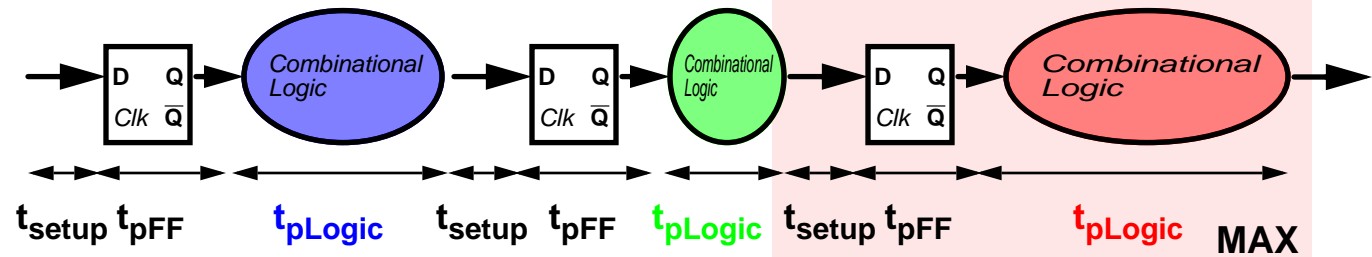 D Q
Clk Q̅
Combinational
Logic
D Q
Clk Q̅
Combinational
Logic
D Q
Clk Q̅
Combinational
Logic
tsetup tpFF tpLogic tsetup tpFF tpLogic tsetup tpFF tpLogic MAX